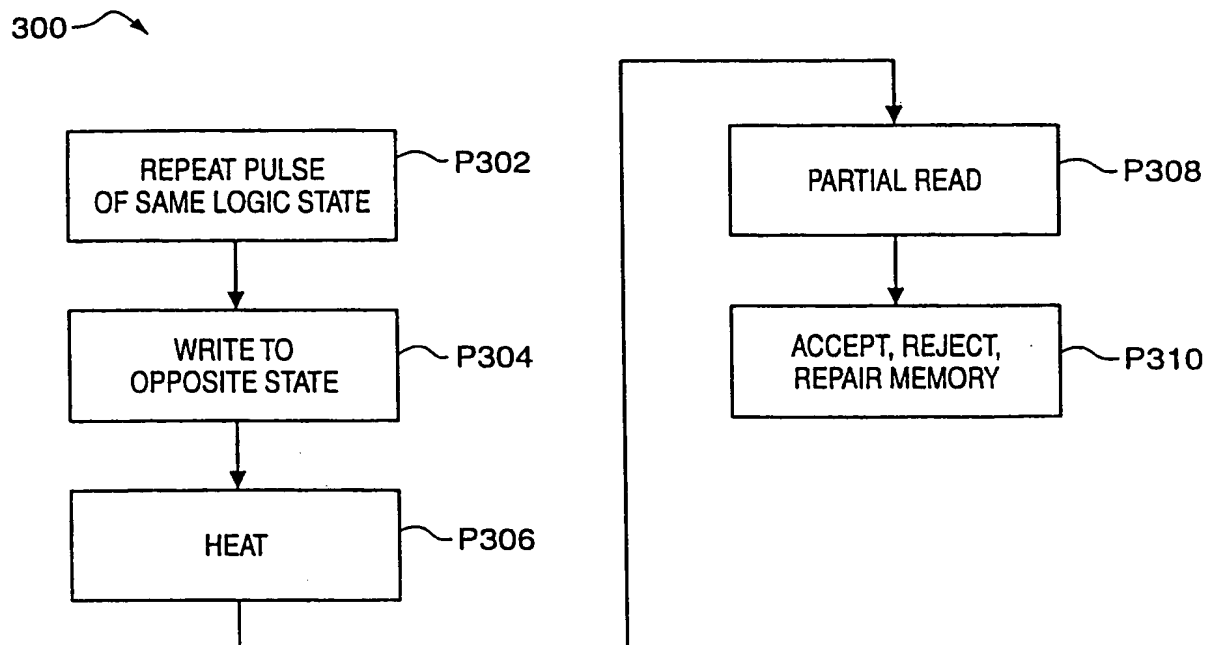 300
REPEAT PULSE
OF SAME LOGIC STATE
P302
WRITE TO
OPPOSITE STATE
P304
HEAT
P306
PARTIAL READ
P308
ACCEPT, REJECT,
REPAIR MEMORY
P310